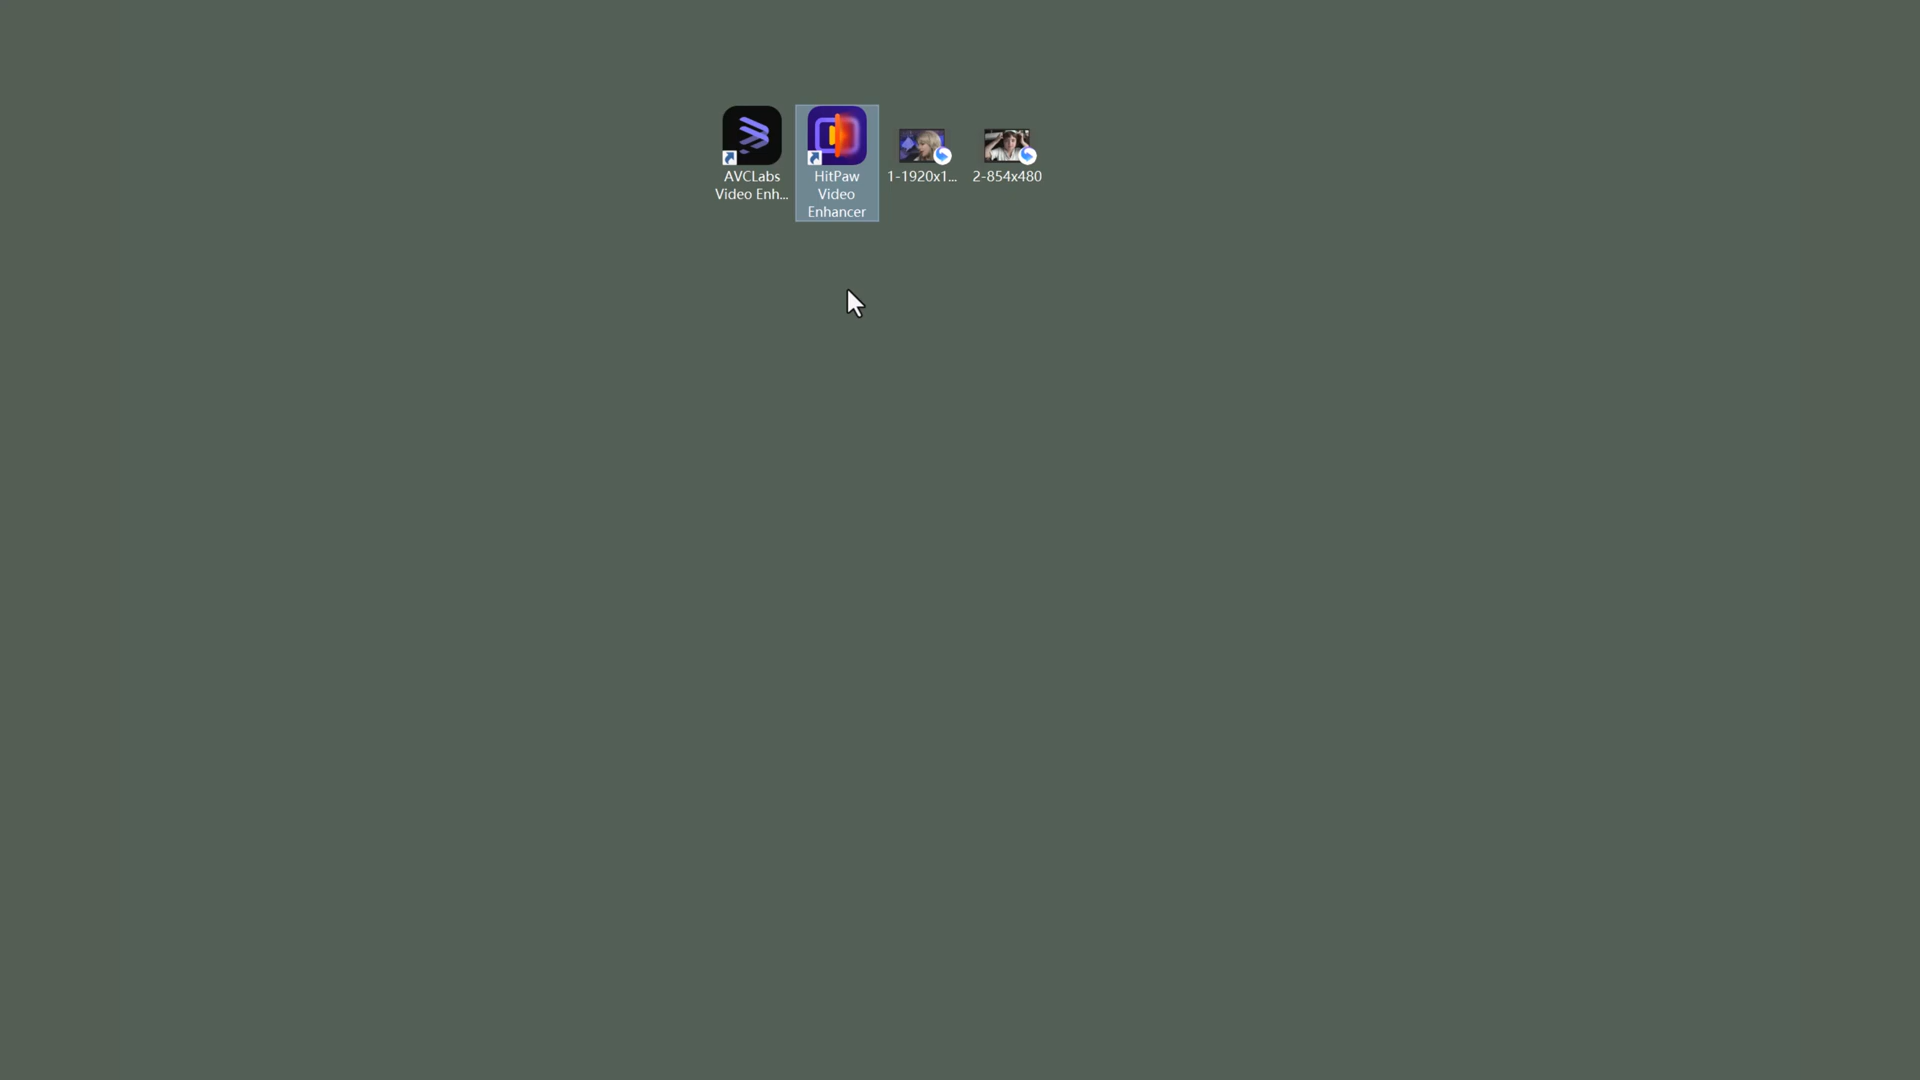 AVCLabs
Video Enh...
HitPaw
Video
Enhancer
1-1920x1...
2-854x480